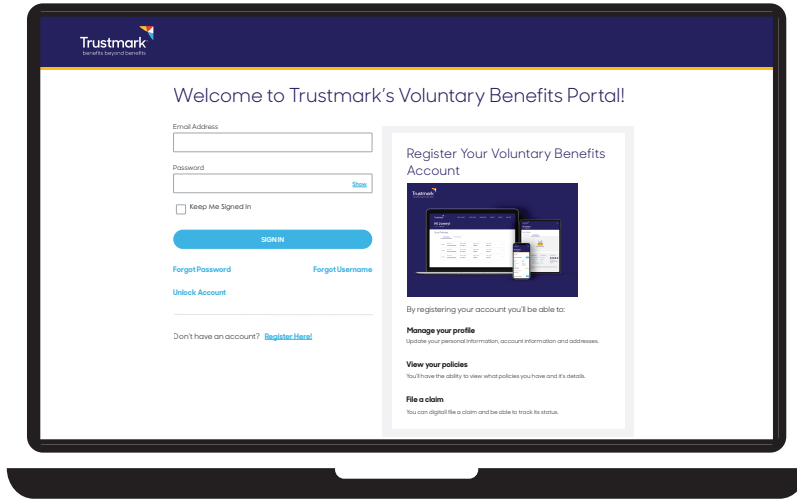 Trustmark
benefits beyond benefits
Welcome to Trustmark's Voluntary Benefits Portal!
Email Address
Password
Show
Keep Me Signed In
SIGN IN
Forgot Password
Forgot Username
Unlock Account
Don't have an account? Register Here!
Register Your Voluntary Benefits
Account
Trustmark
By registering your account you'll be able to:
Manage your profile
Update your personal information, account information and addresses.
View your policies
You'll have the ability to view what policies you have and it's details.
File a claim
You can digitall file a claim and be able to track its status.